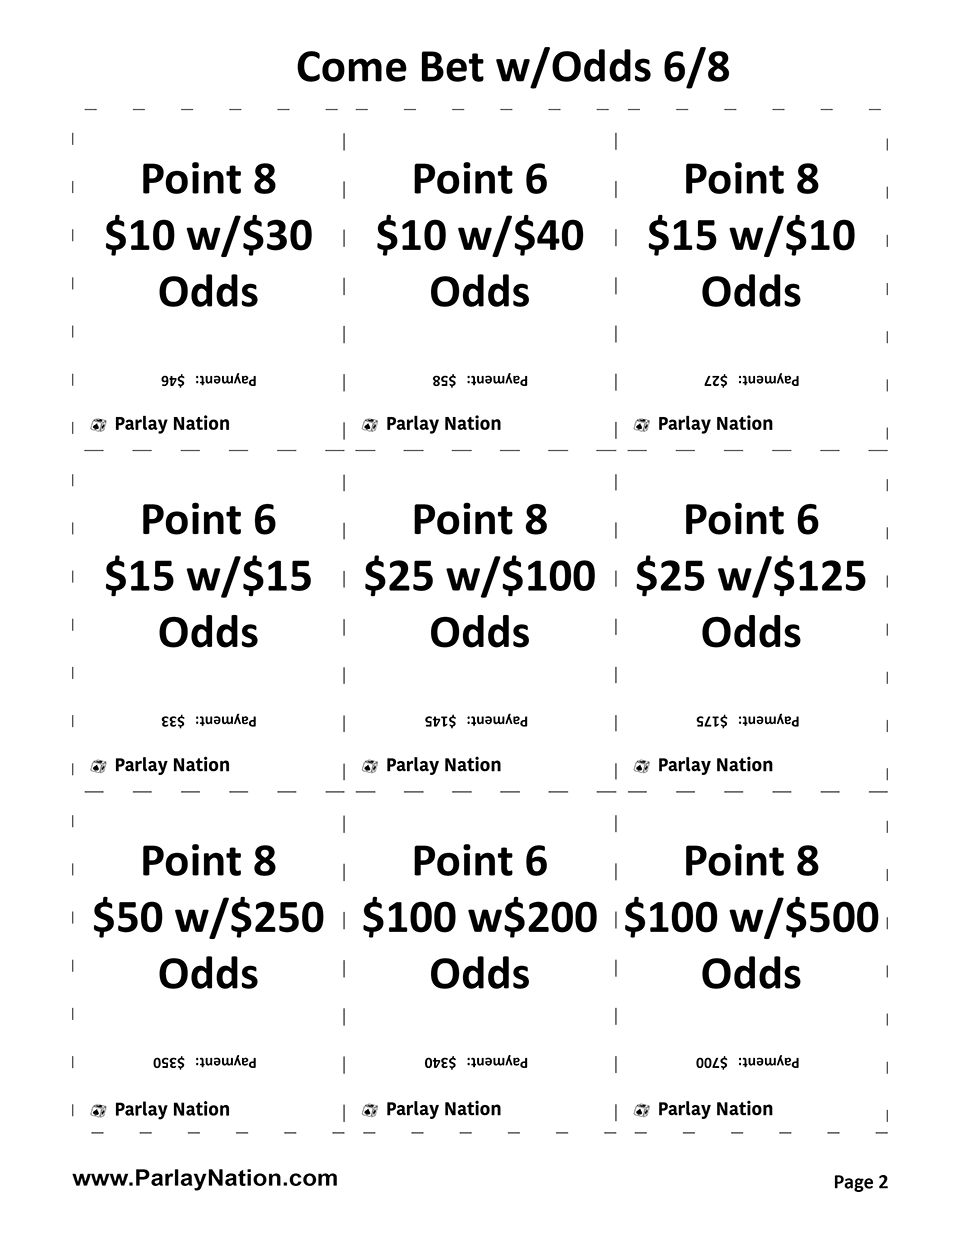 Come Bet w/Odds 6/8
Point 8
$10 w/$30
Odds
Payment: $46
Parlay Nation
Point 6
$10 w/$40
Odds
Payment: $58
Parlay Nation
Point 8
$15 w/$10
Odds
Payment: $27
Parlay Nation
Point 6
$15 w/$15
Odds
Payment: $33
Parlay Nation
Point 8
$25 w/$100
Odds
Payment: $145
Parlay Nation
Point 6
$25 w/$125
Odds
Payment: $175
Parlay Nation
Point 8
$50 w/$250
Odds
Payment: $350
Parlay Nation
Point 6
$100 w$200
Odds
Payment: $340
Parlay Nation
Point 8
$100 w/$500
Odds
Payment: $700
Parlay Nation
www.ParlayNation.com
Page 2